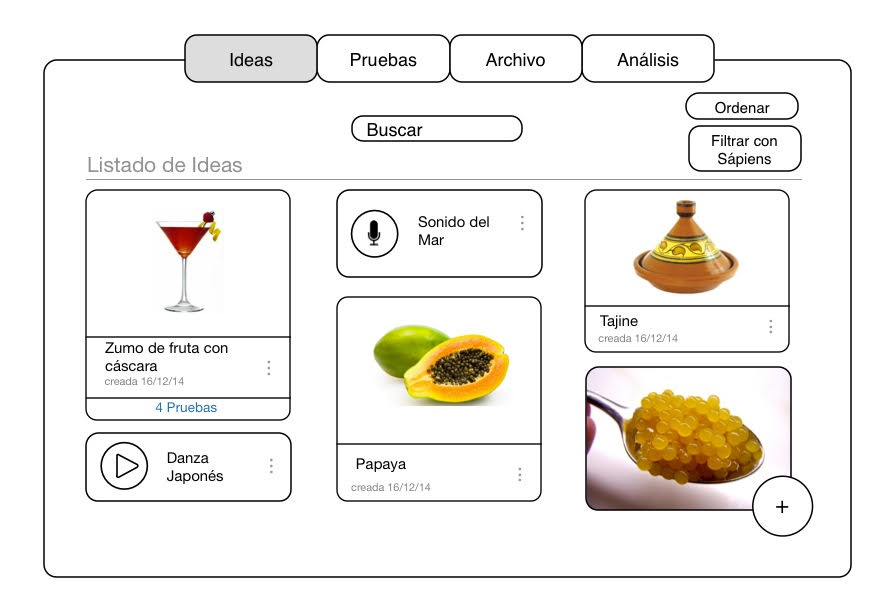 Ideas
Pruebas
Archivo
Análisis
Ordenar
Buscar
Filtrar con
Sápiens
Listado de Ideas
Zumo de fruta con
cáscara
creada 16/12/14
4 Pruebas
Danza
Japonés
Sonido del
Mar
Papaya
creada 16/12/14
Tajine
creada 16/12/14
+